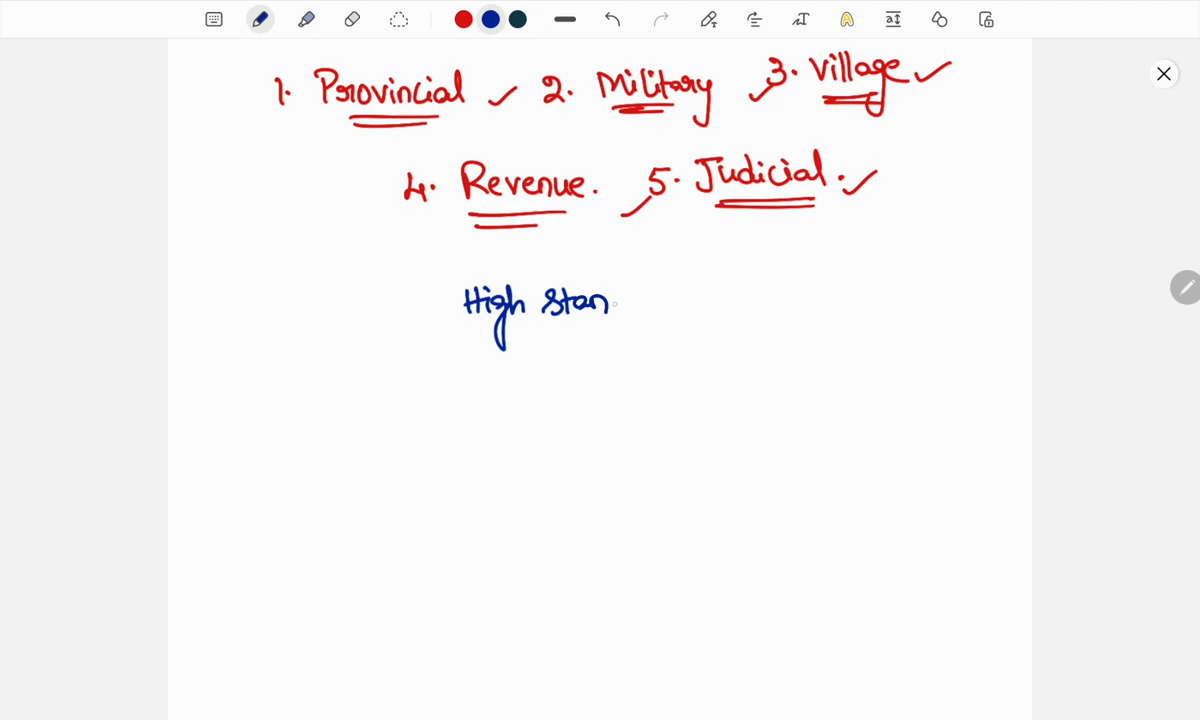 1. Provincial ✓ 2. Military ✓ 3. Village ✓
4. Revenue. ✓ 5. Judicial. ✓
High Stan